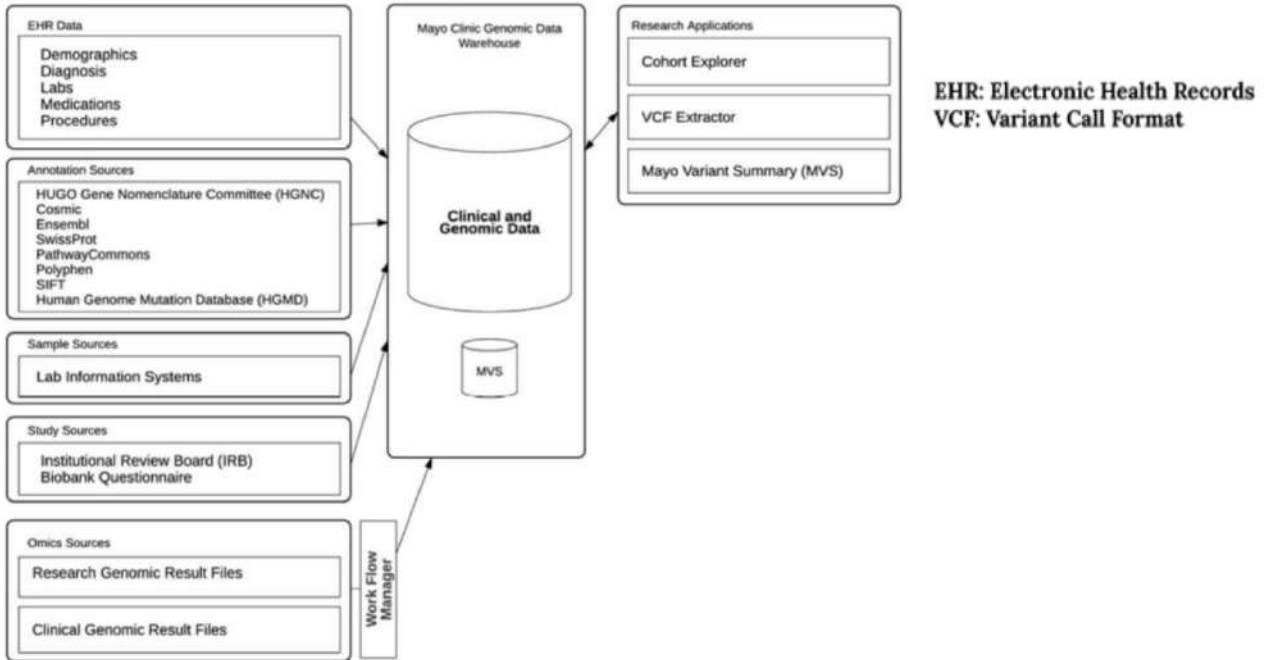 EHR Data
Demographics
Diagnosis
Labs
Medications
Procedures
Annotation Sources
HUGO Gene Nomenclature Committee (HGNC)
Cosmic
Ensembl
SwissProt
PathwayCommons
Polyphen
SIFT
Human Genome Mutation Database (HGMD)
Sample Sources
Lab Information Systems
Study Sources
Institutional Review Board (IRB)
Biobank Questionnaire
Omics Sources
Research Genomic Result Files
Clinical Genomic Result Files
Work Flow
Manager
Mayo Clinic Genomic Data
Warehouse
Clinical and
Genomic Data
MVS
Research Applications
Cohort Explorer
VCF Extractor
Mayo Variant Summary (MVS)
EHR: Electronic Health Records
VCF: Variant Call Format